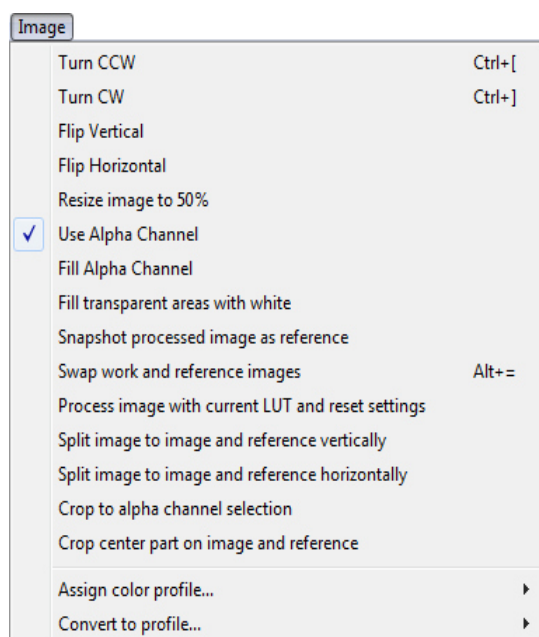 Image
Turn CCW Ctrl+[
Turn CW Ctrl+]
Flip Vertical
Flip Horizontal
Resize image to 50%
Use Alpha Channel
Fill Alpha Channel
Fill transparent areas with white
Snapshot processed image as reference
Swap work and reference images Alt+=
Process image with current LUT and reset settings
Split image to image and reference vertically
Split image to image and reference horizontally
Crop to alpha channel selection
Crop center part on image and reference
Assign color profile...
Convert to profile...